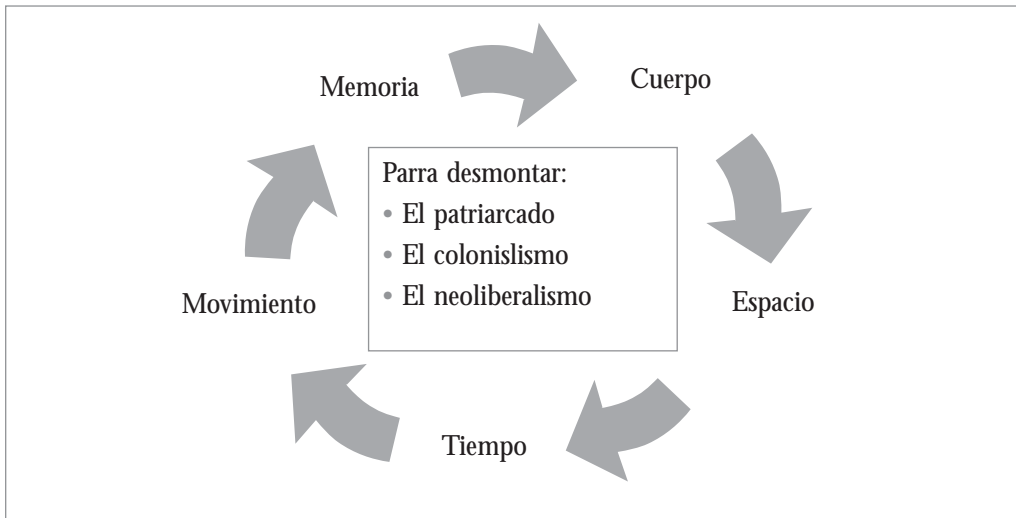 Memoria
Cuerpo
Parra desmontar:
• El patriarcado
• El colonislismo
• El neoliberalismo
Movimiento
Espacio
Tiempo